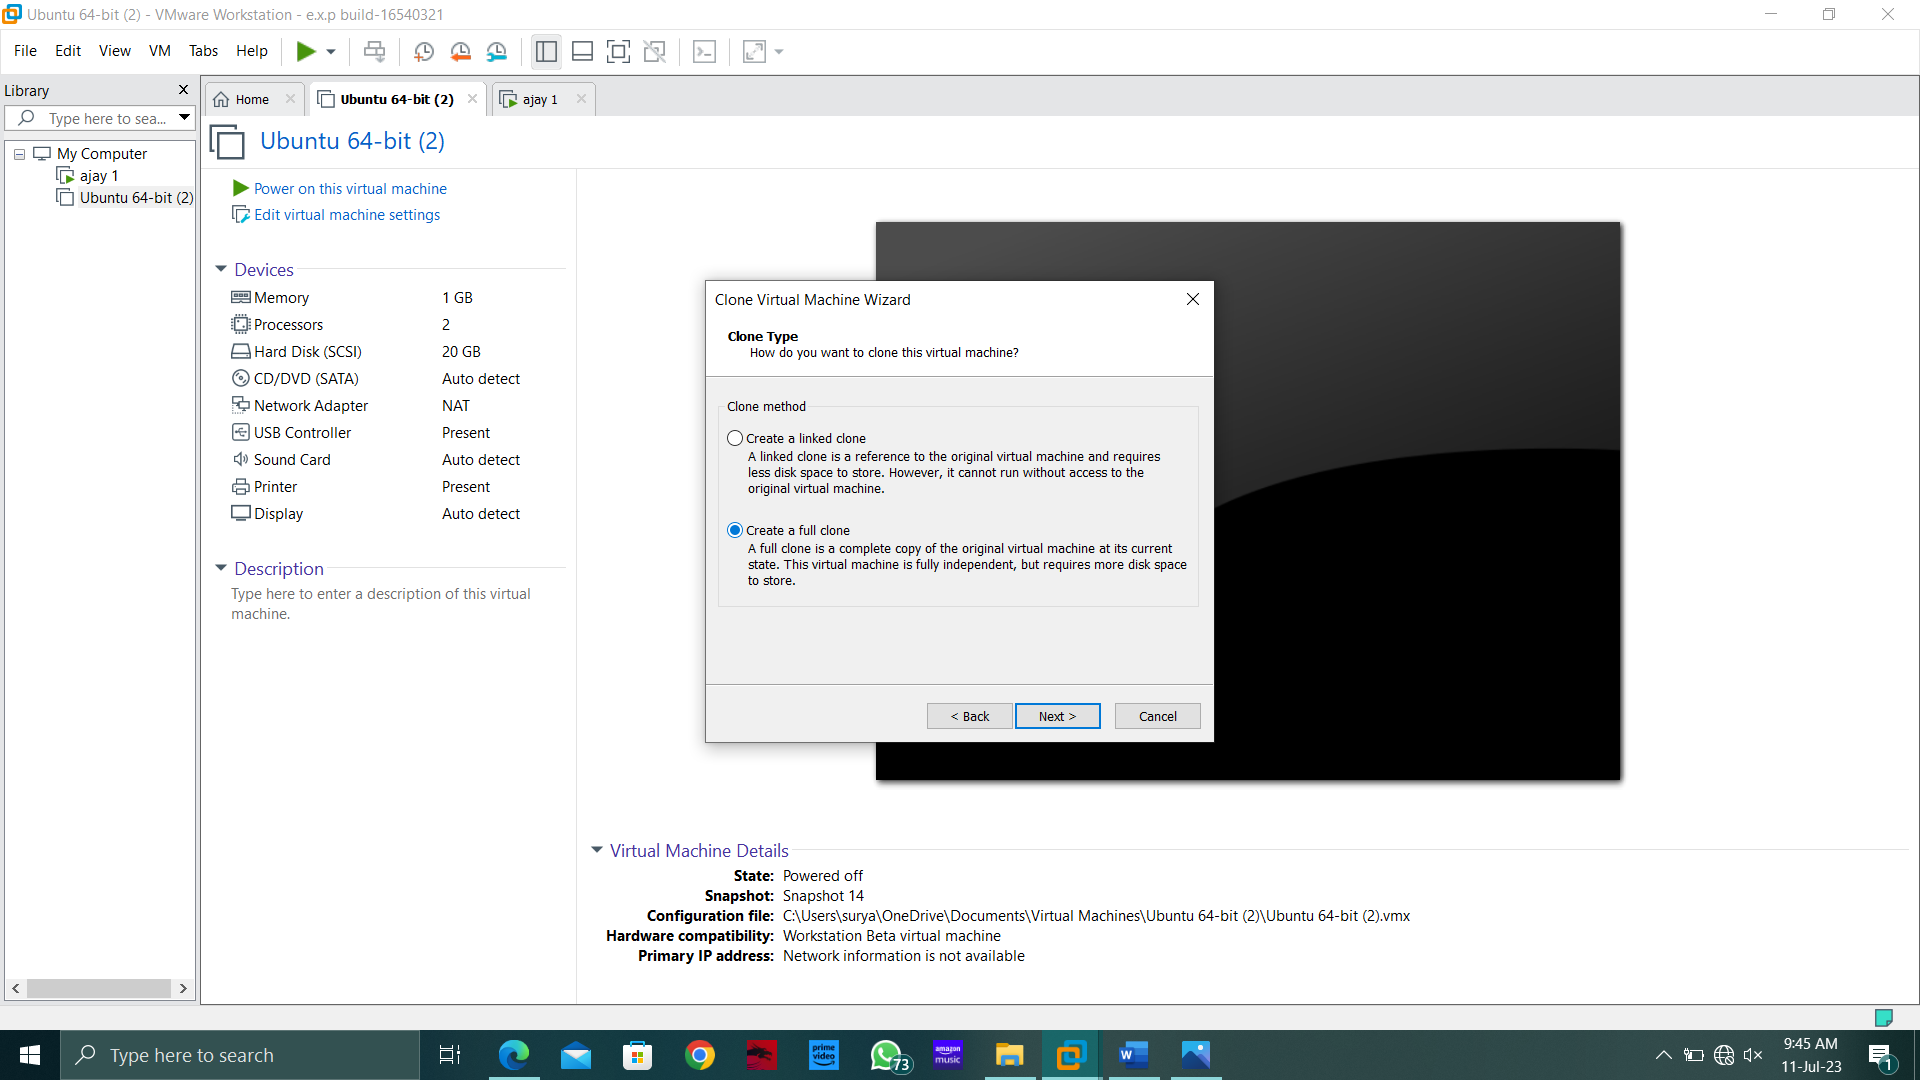 Ubuntu 64-bit (2) - VMware Workstation - e.x.p build-16540321
File Edit View VM Tabs Help
Library
Type here to sea...
My Computer
ajay 1
Ubuntu 64-bit (2)
Home
Ubuntu 64-bit (2)
ajay 1
Ubuntu 64-bit (2)
Power on this virtual machine
Edit virtual machine settings
Devices
Memory 1 GB
Processors 2
Hard Disk (SCSI) 20 GB
CD/DVD (SATA) Auto detect
Network Adapter NAT
USB Controller Present
Sound Card Auto detect
Printer Present
Display Auto detect
Description
Type here to enter a description of this virtual
machine.
Clone Virtual Machine Wizard
Clone Type
How do you want to clone this virtual machine?
Clone method
Create a linked clone
A linked clone is a reference to the original virtual machine and requires
less disk space to store. However, it cannot run without access to the
original virtual machine.
Create a full clone
A full clone is a complete copy of the original virtual machine at its current
state. This virtual machine is fully independent, but requires more disk space
to store.
< Back
Next >
Cancel
Virtual Machine Details
State: Powered off
Snapshot: Snapshot 14
Configuration file: C:\Users\surya\OneDrive\Documents\Virtual Machines\Ubuntu 64-bit (2)\Ubuntu 64-bit (2).vmx
Hardware compatibility: Workstation Beta virtual machine
Primary IP address: Network information is not available
Type here to search
prime
video
73
amazon
music
W
9:45 AM
11-Jul-23
1